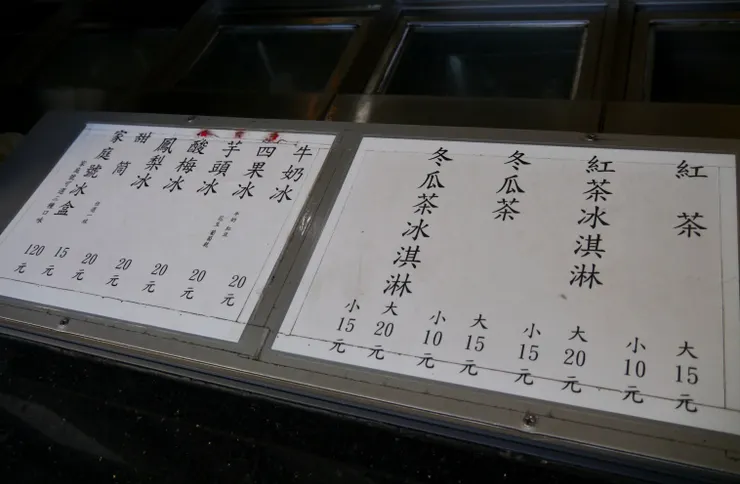 紅茶
大15元
小10元
紅茶冰淇淋
大20元
小15元
冬瓜茶
大15元
小10元
冬瓜茶冰淇淋
大20元
小15元
牛奶冰
20元
四果冰
20元
芋頭冰
20元
酸梅冰
20元
鳳梨冰
20元
甜筒
15元
家庭號冰盒
120元